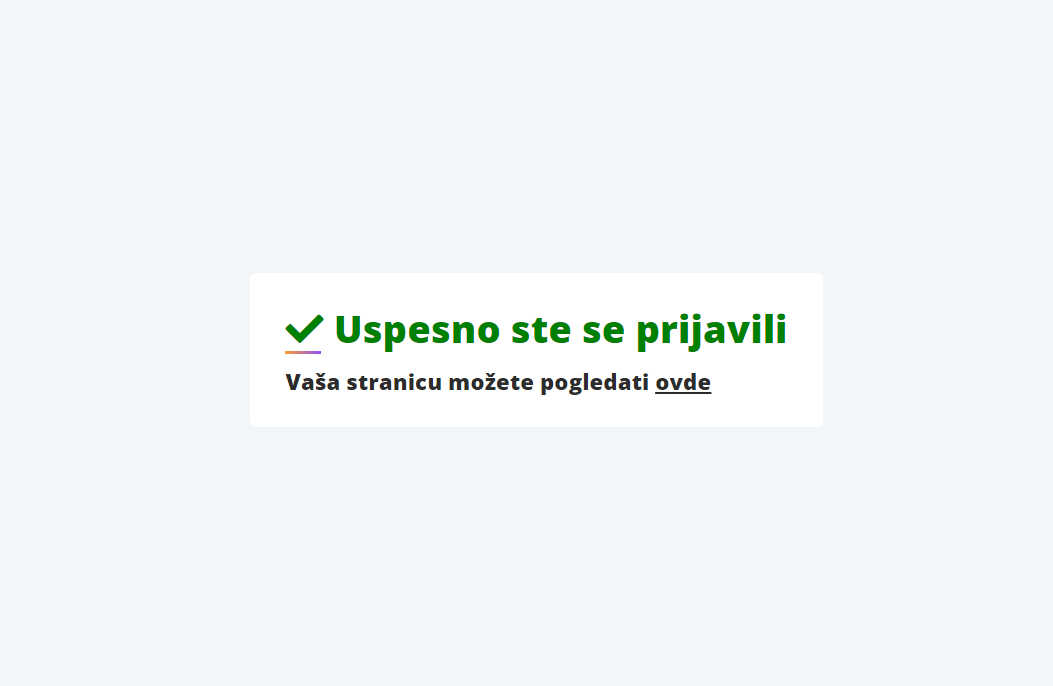 Uspesno ste se prijavili
Vaša stranicu možete pogledati ovde